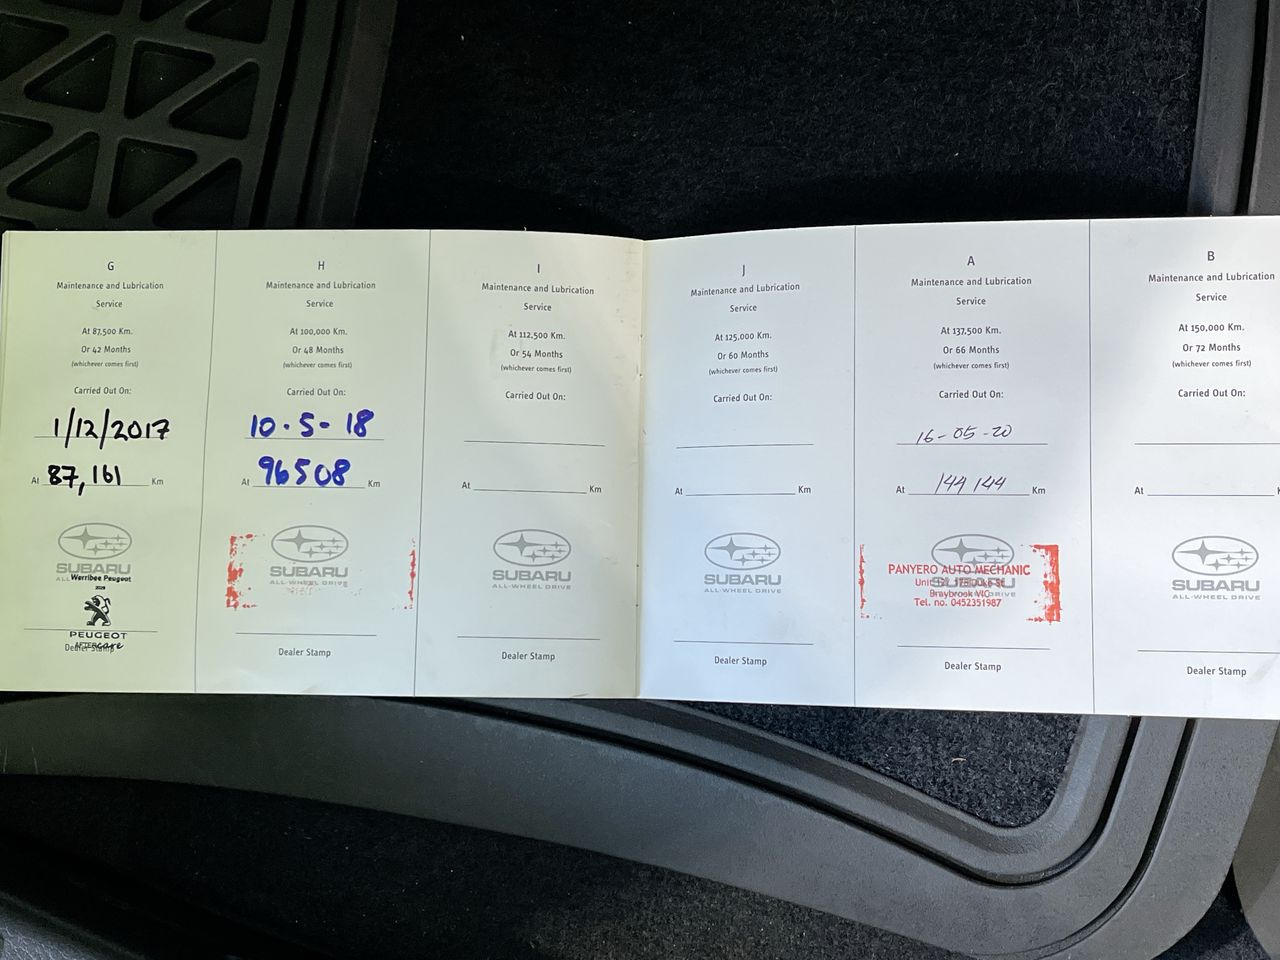 G
Maintenance and Lubrication
Service
At 87,500 Km.
Or 42 Months
(whichever comes first)
Carried Out On:
1/12/2017
At 87,161 Km
SUBARU
Werribee Peugeot
PEUGEOT
Dealer Stamp
H
Maintenance and Lubrication
Service
At 100,000 Km.
Or 48 Months
(whichever comes first)
Carried Out On:
10.5-18
At 96508 Km
SUBARU
ALL-WHEEL DRIVE
Dealer Stamp
I
Maintenance and Lubrication
Service
At 112,500 Km.
Or 54 Months
(whichever comes first)
Carried Out On:
At Km
SUBARU
ALL-WHEEL DRIVE
Dealer Stamp
J
Maintenance and Lubrication
Service
At 125,000 Km.
Or 60 Months
(whichever comes first)
Carried Out On:
At Km
SUBARU
ALL-WHEEL DRIVE
Dealer Stamp
A
Maintenance and Lubrication
Service
At 137,500 Km.
Or 66 Months
(whichever comes first)
Carried Out On:
16-05-20
At 144 144 Km
PANYERO AUTO MECHANIC
Unit
SUBARU
Braybrook VIC
Tel. no. 0452351987
Dealer Stamp
B
Maintenance and Lubrication
Service
At 150,000 Km.
Or 72 Months
(whichever comes first)
Carried Out On:
At
SUBARU
ALL-WHEEL DRIVE
Dealer Stamp